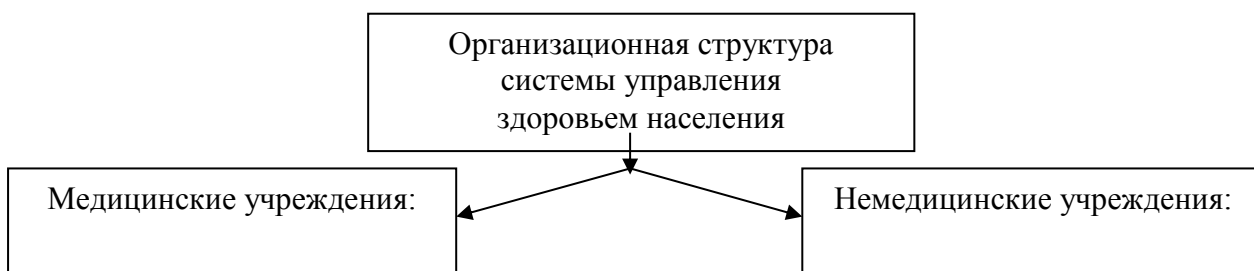 Организационная структура
системы управления
здоровьем населения
Медицинские учреждения:
Немедицинские учреждения: